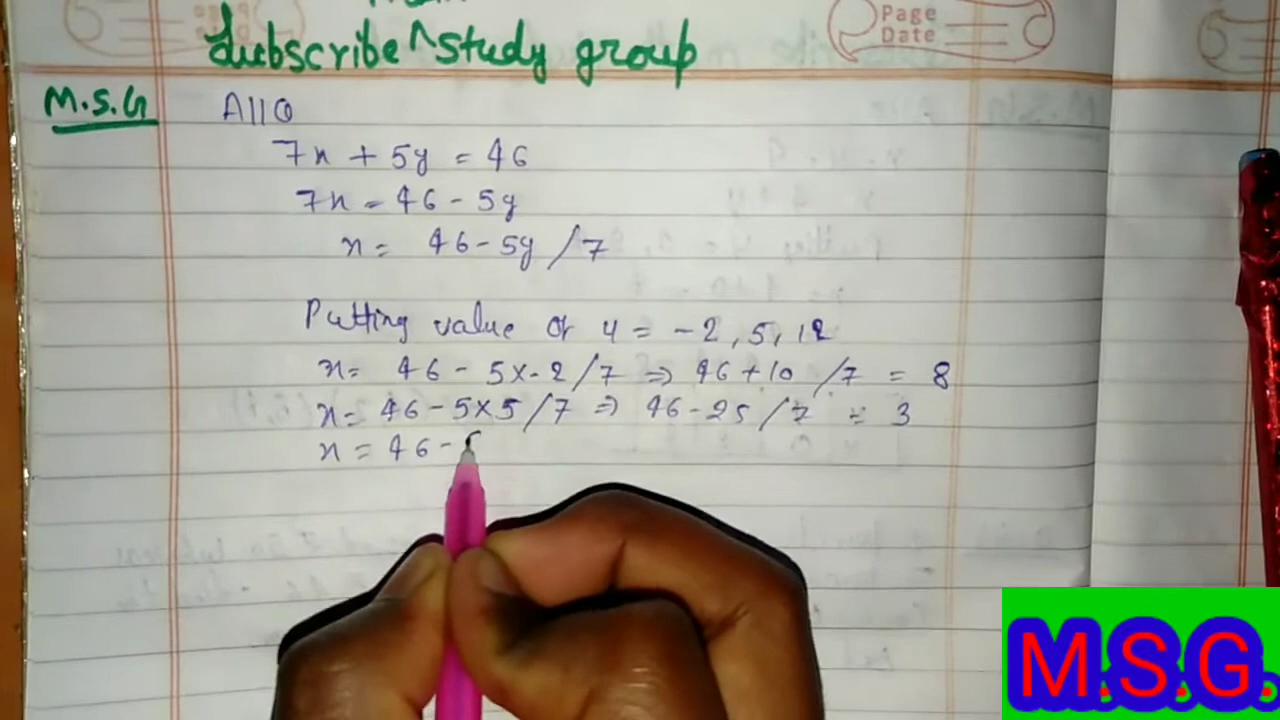 Page
Date
Subscribe ^ Study group
M.S.G
A||Q
7x + 5y = 46
7x = 46 - 5y
x = 46 - 5y / 7
Putting value of y = -2, 5, 12
x = 46 - 5x-2/7 ⇒ 46 + 10 /7 = 8
x = 46 - 5x5/7 ⇒ 46 - 25 / 7 = 3
x = 46 - 5
M.S.G.